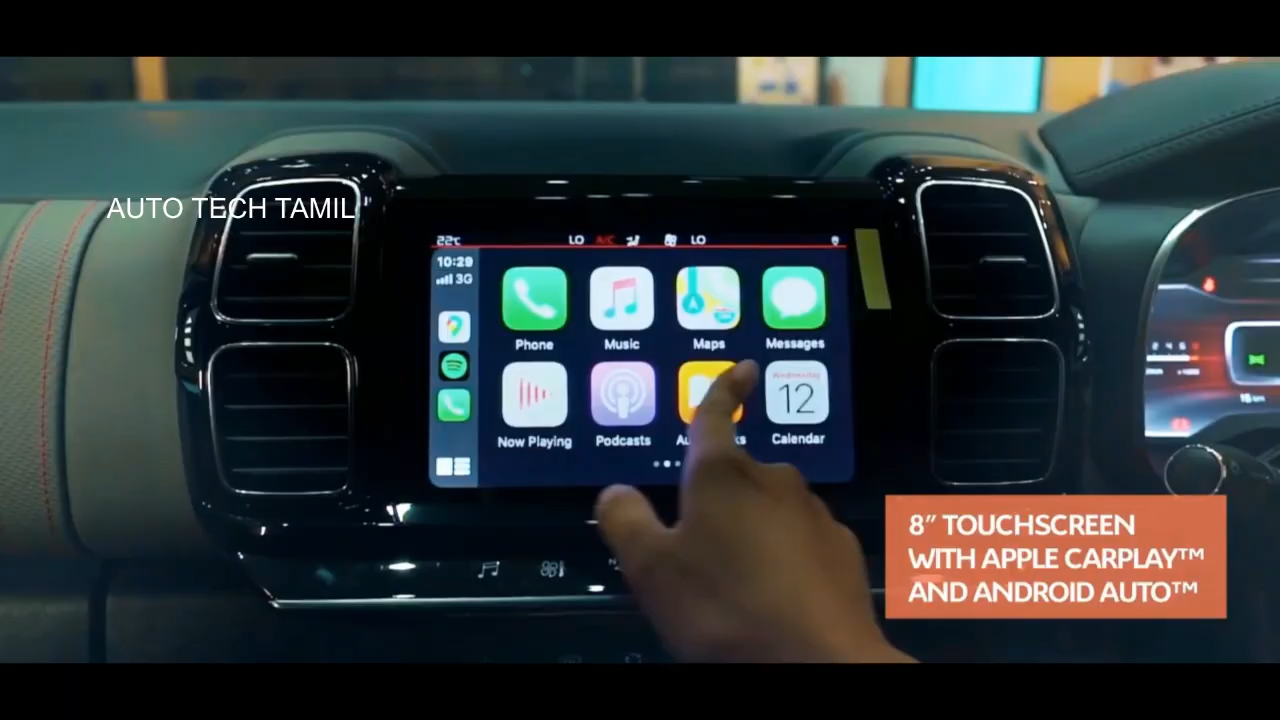 AUTO TECH TAMIL
22°C
LO A/C
LO
10:29
3G
Phone
Music
Maps
Messages
Wednesday
12
Now Playing
Podcasts
Calendar
8″ TOUCHSCREEN
WITH APPLE CARPLAY™
AND ANDROID AUTO™